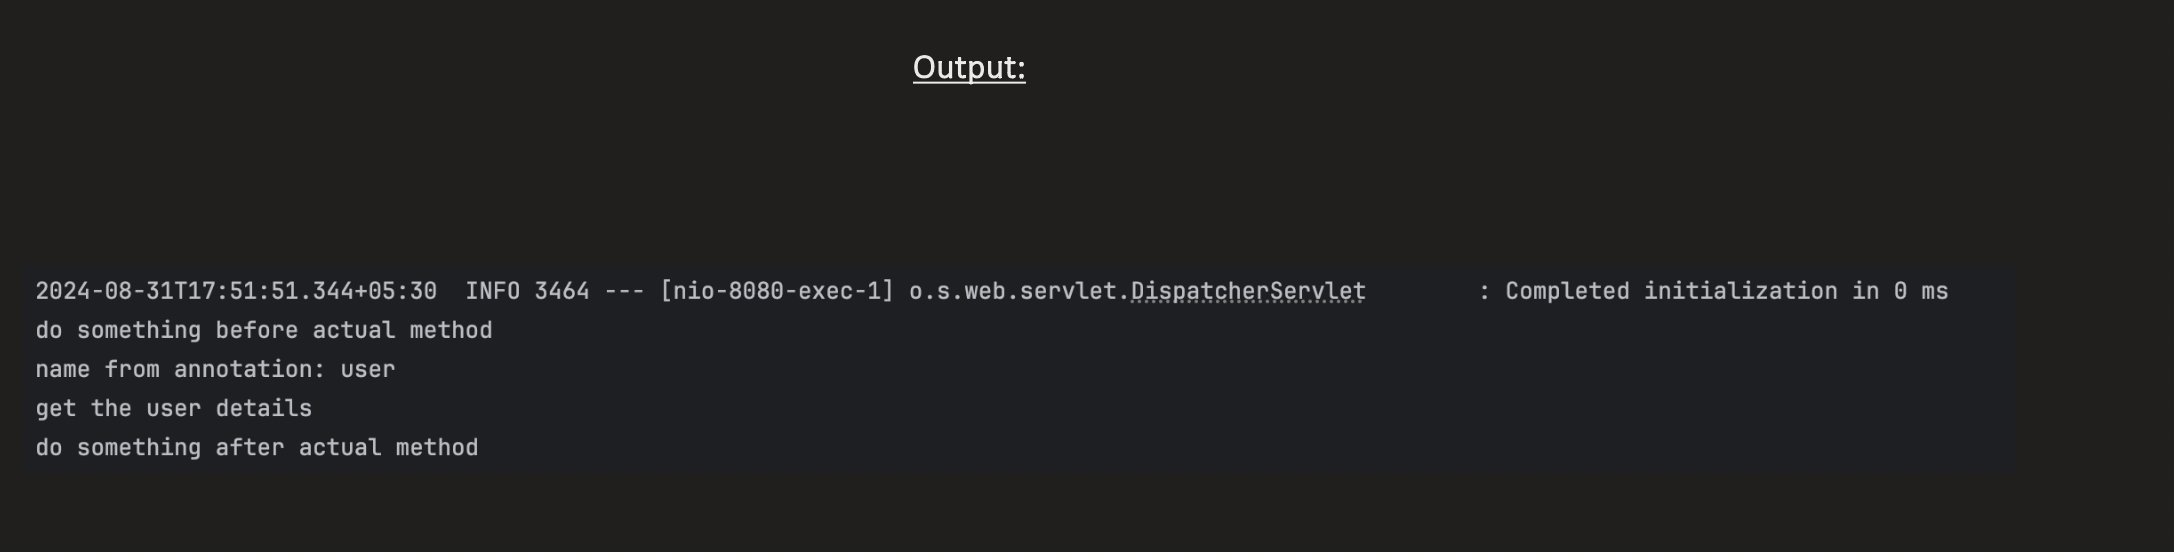 Output:
2024-08-31T17:51:51.344+05:30  INFO 3464 --- [nio-8080-exec-1] o.s.web.servlet.DispatcherServlet        : Completed initialization in 0 ms
do something before actual method
name from annotation: user
get the user details
do something after actual method